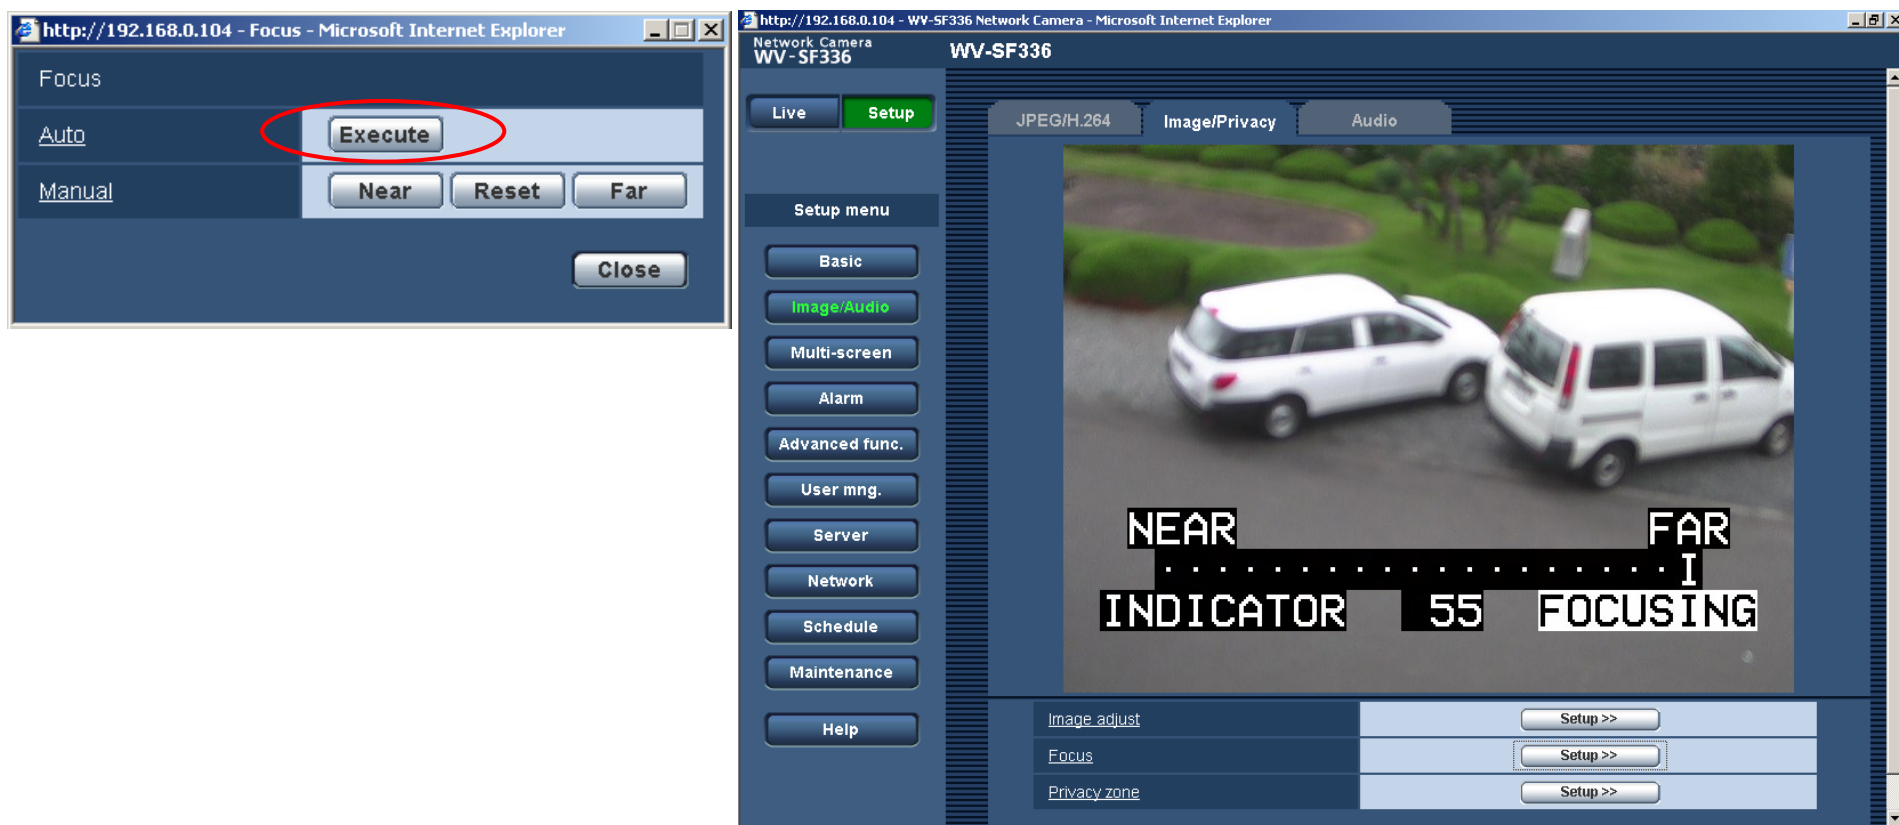 http://192.168.0.104 - Focus - Microsoft Internet Explorer
Focus
Auto
Execute
Manual
Near
Reset
Far
Close
http://192.168.0.104 - WV-SF336 Network Camera - Microsoft Internet Explorer
Network Camera
WV-SF336
WV-SF336
Live
Setup
JPEG/H.264
Image/Privacy
Audio
Setup menu
Basic
Image/Audio
Multi-screen
Alarm
Advanced func.
User mng.
Server
Network
Schedule
Maintenance
Help
NEAR
FAR
. . . . . . . . . . . . . . . . . . . I
INDICATOR 55 FOCUSING
Image adjust
Setup >>
Focus
Setup >>
Privacy zone
Setup >>